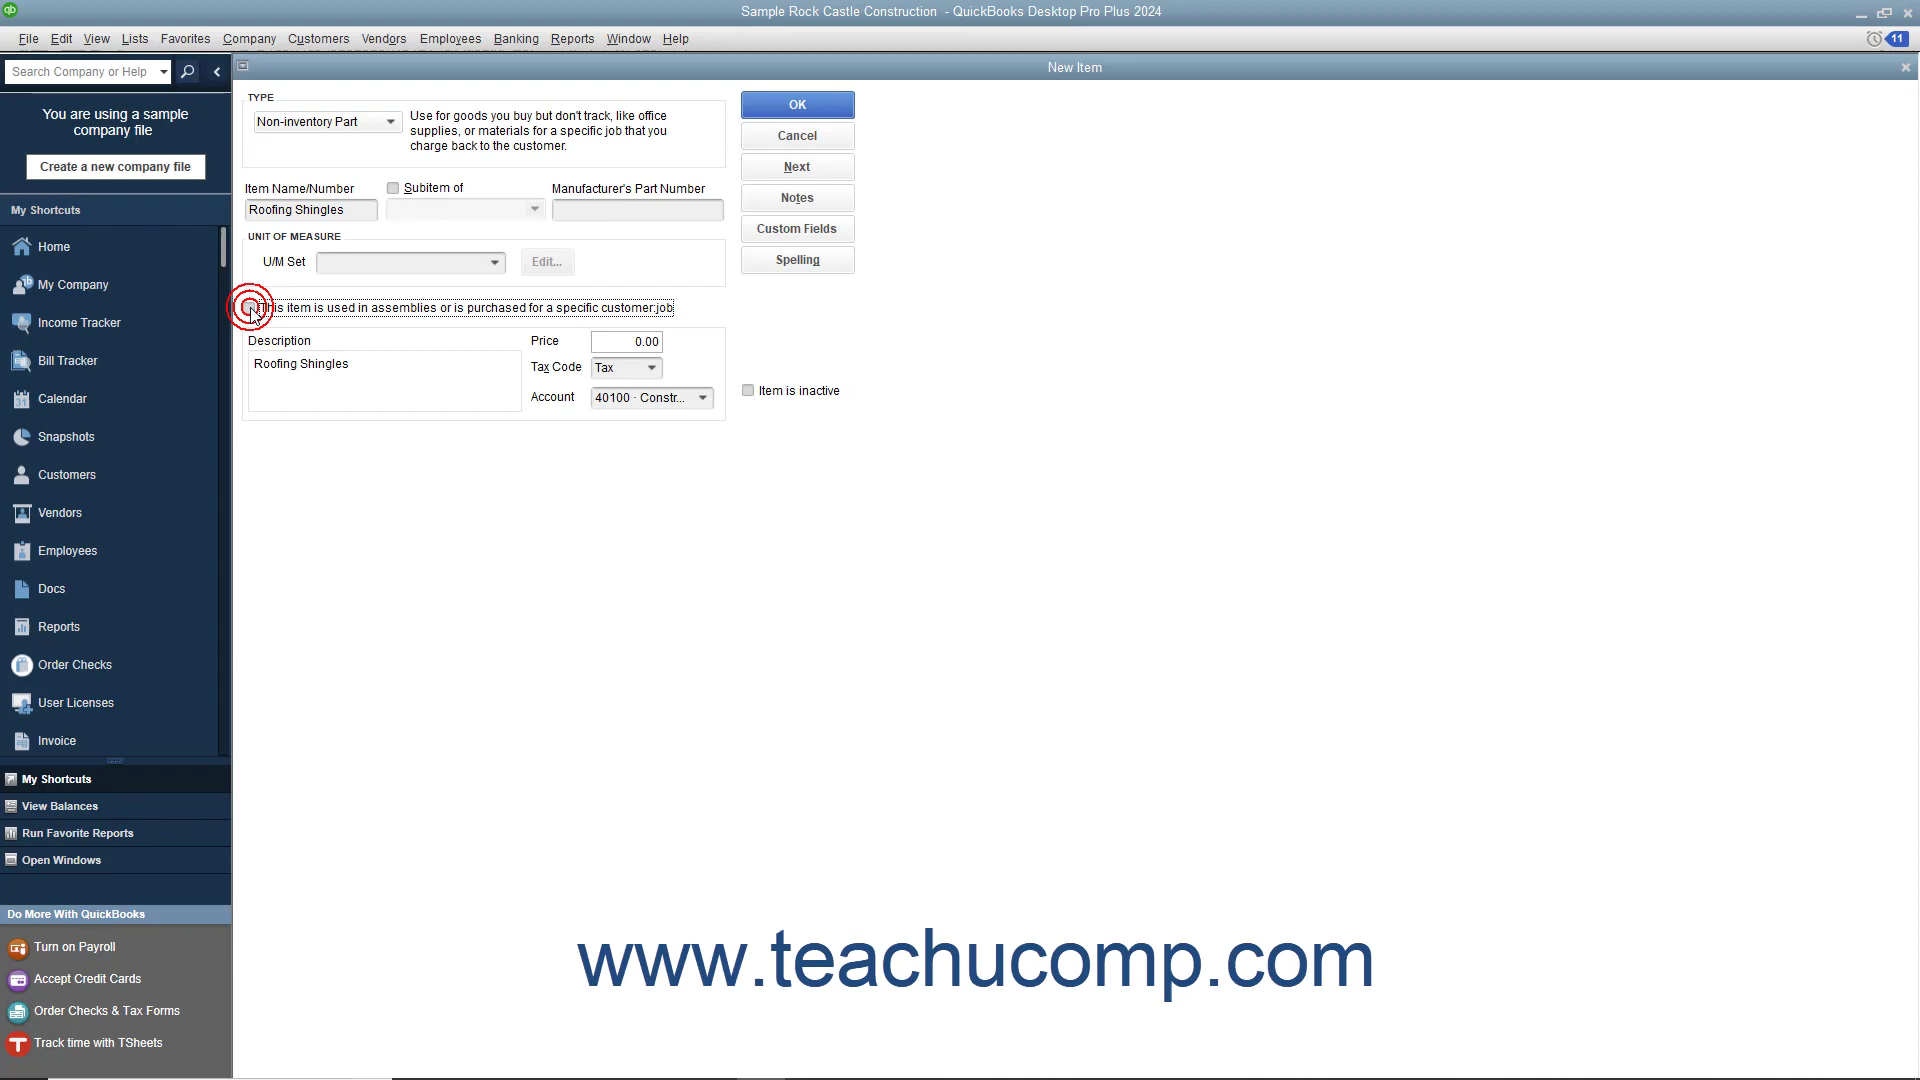 Sample Rock Castle Construction - QuickBooks Desktop Pro Plus 2024
File Edit View Lists Favorites Company Customers Vendors Employees Banking Reports Window Help
11
Search Company or Help
New Item
You are using a sample
company file
Create a new company file
My Shortcuts
Home
My Company
Income Tracker
Bill Tracker
Calendar
Snapshots
Customers
Vendors
Employees
Docs
Reports
Order Checks
User Licenses
Invoice
My Shortcuts
View Balances
Run Favorite Reports
Open Windows
Do More With QuickBooks
Turn on Payroll
Accept Credit Cards
Order Checks & Tax Forms
Track time with TSheets
TYPE
Non-inventory Part
Use for goods you buy but don't track, like office
supplies, or materials for a specific job that you
charge back to the customer.
Item Name/Number
Subitem of
Manufacturer's Part Number
Roofing Shingles
UNIT OF MEASURE
U/M Set
Edit...
This item is used in assemblies or is purchased for a specific customer:job
Description
Roofing Shingles
Price
0.00
Tax Code
Tax
Account
40100 · Constr...
OK
Cancel
Next
Notes
Custom Fields
Spelling
Item is inactive
www.teachucomp.com